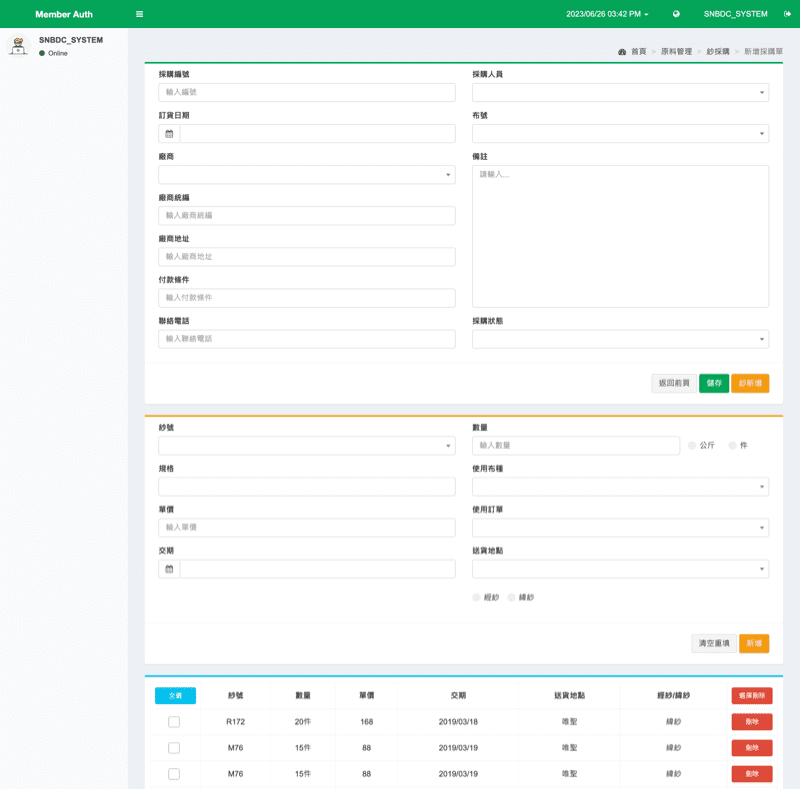 Member Auth
2023/06/26 03:42 PM
SNBDC_SYSTEM
SNBDC_SYSTEM
Online
首頁 > 原料管理 > 紗採購 > 新增採購單
採購編號
輸入編號
採購人員
訂貨日期
布號
廠商
備註
請輸入...
廠商統編
輸入廠商統編
廠商地址
輸入廠商地址
付款條件
輸入付款條件
聯絡電話
輸入聯絡電話
採購狀態
返回前頁 儲存 紗新增
紗號
數量
輸入數量
公斤 件
規格
使用布種
單價
輸入單價
使用訂單
交期
送貨地點
經紗 緯紗
清空重填 新增
全選 紗號 數量 單價 交期 送貨地點 經紗/緯紗 選擇刪除
R172 20件 168 2019/03/18 唯聖 緯紗 刪除
M76 15件 88 2019/03/19 唯聖 緯紗 刪除
M76 15件 88 2019/03/19 唯聖 緯紗 刪除